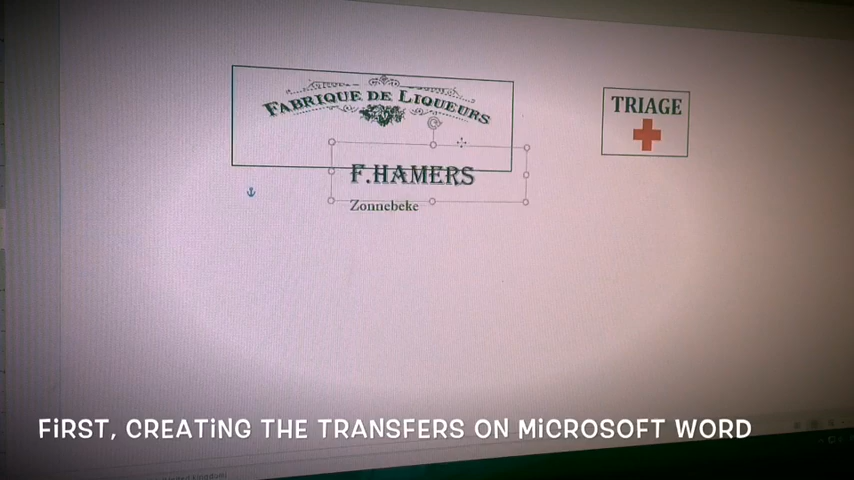 FABRIQUE DE LIQUEURS
TRIAGE
F.HAMERS
Zonnebeke
FIRST, CREATING THE TRANSFERS ON MICROSOFT WORD